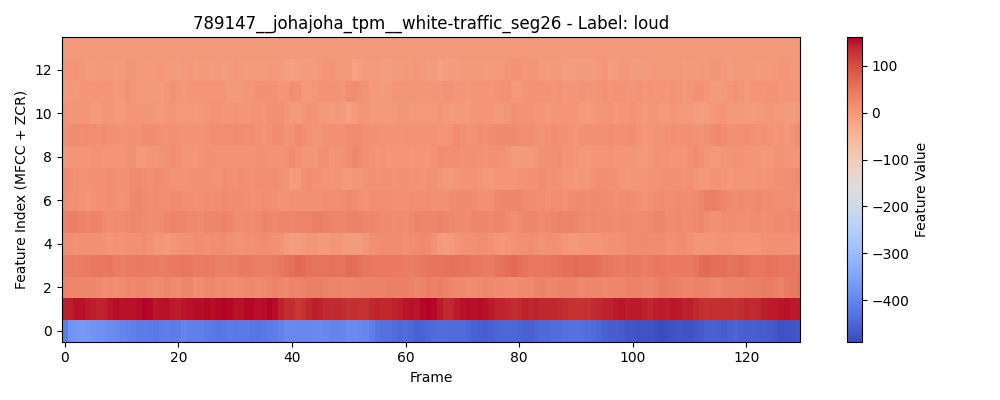 789147__johajoha_tpm__white-traffic_seg26 - Label: loud
Feature Index (MFCC + ZCR)
12
10
8
6
4
2
0
0 20 40 60 80 100 120
Frame
100
0
−100
−200
−300
−400
Feature Value